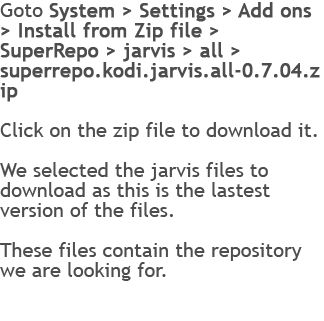 Goto System > Settings > Add ons
> Install from Zip file >
SuperRepo > jarvis > all >
superrepo.kodi.jarvis.all-0.7.04.z
ip
Click on the zip file to download it.
We selected the jarvis files to
download as this is the lastest
version of the files.
These files contain the repository
we are looking for.